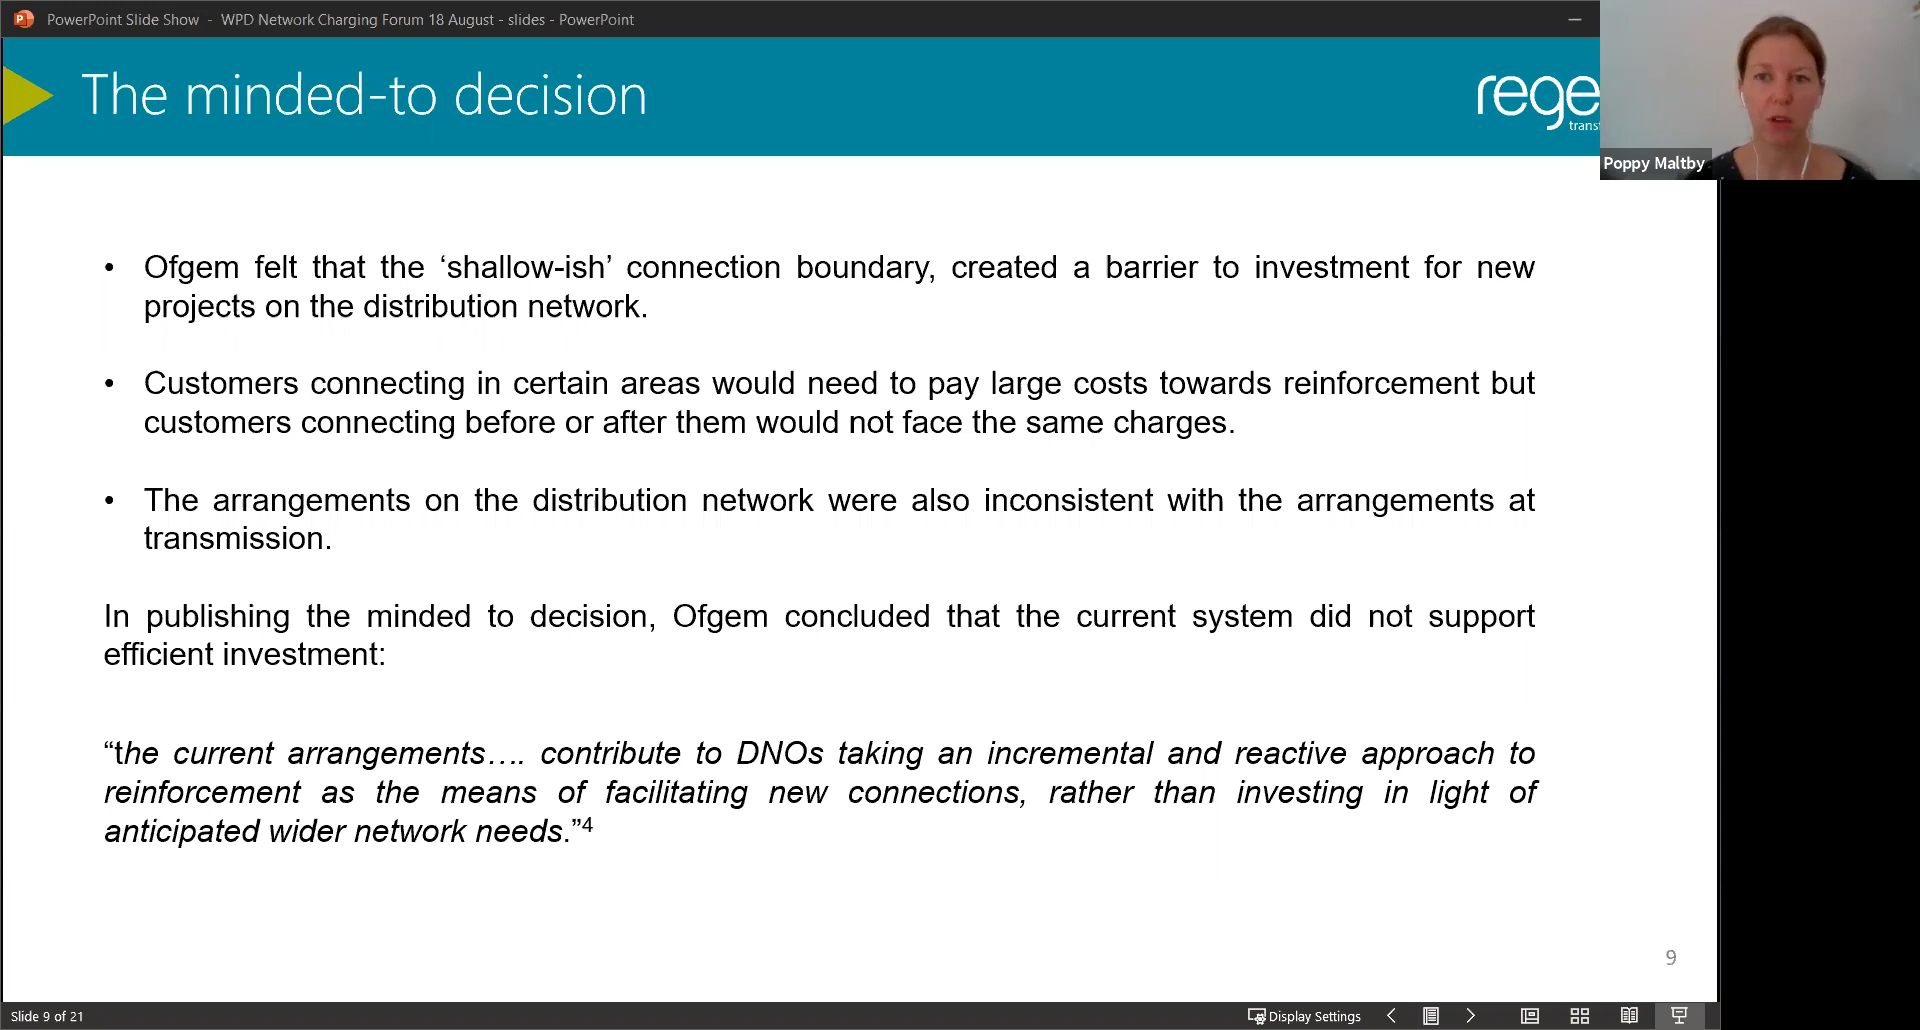 PowerPoint Slide Show - WPD Network Charging Forum 18 August - slides - PowerPoint
The minded-to decision
rege
trans
Poppy Maltby
• Ofgem felt that the ‘shallow-ish’ connection boundary, created a barrier to investment for new
projects on the distribution network.
• Customers connecting in certain areas would need to pay large costs towards reinforcement but
customers connecting before or after them would not face the same charges.
• The arrangements on the distribution network were also inconsistent with the arrangements at
transmission.
In publishing the minded to decision, Ofgem concluded that the current system did not support
efficient investment:
“the current arrangements…. contribute to DNOs taking an incremental and reactive approach to
reinforcement as the means of facilitating new connections, rather than investing in light of
anticipated wider network needs.”4
9
Slide 9 of 21
Display Settings